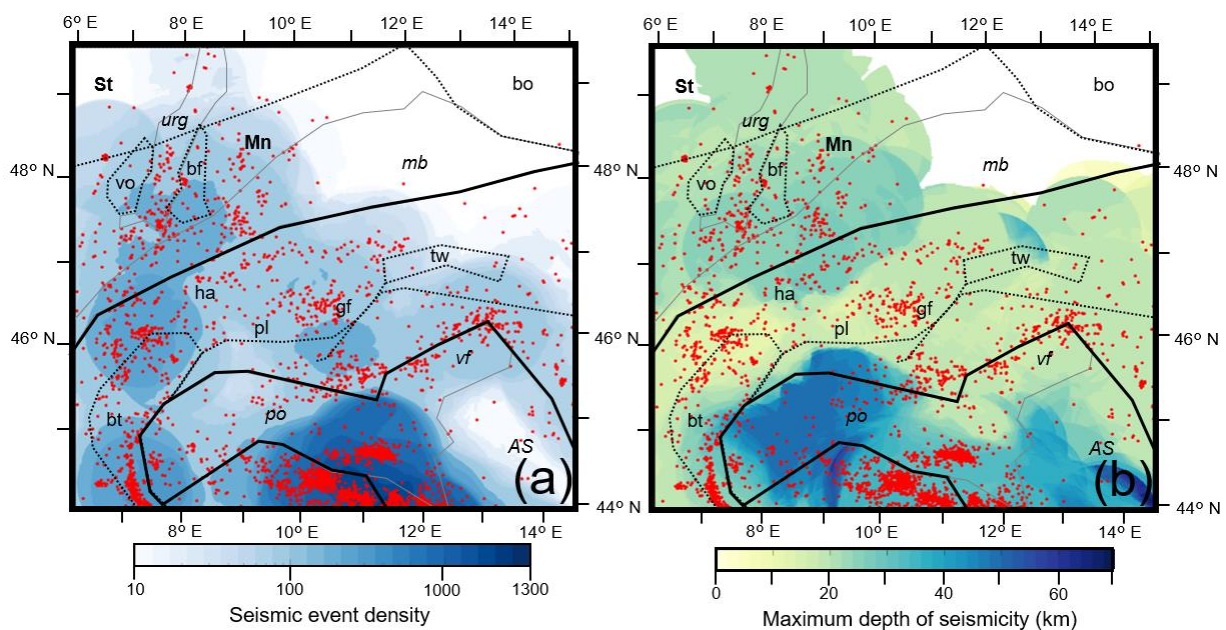 6º E 8º E 10º E 12º E 14º E
St
bo
urg
Mn
48º N
vo
bf
mb
tw
ha
gf
pl
46º N
vf
po
bt
AS
(a)
8º E 10º E 12º E 14º E
10 100 1000 1300
Seismic event density
6º E 8º E 10º E 12º E 14º E
St
bo
urg
Mn
48º N
vo
bf
mb
tw
ha
gf
pl
46º N
vf
po
bt
AS
(b)
44º N
44º N
8º E 10º E 12º E 14º E
0 20 40 60
Maximum depth of seismicity (km)